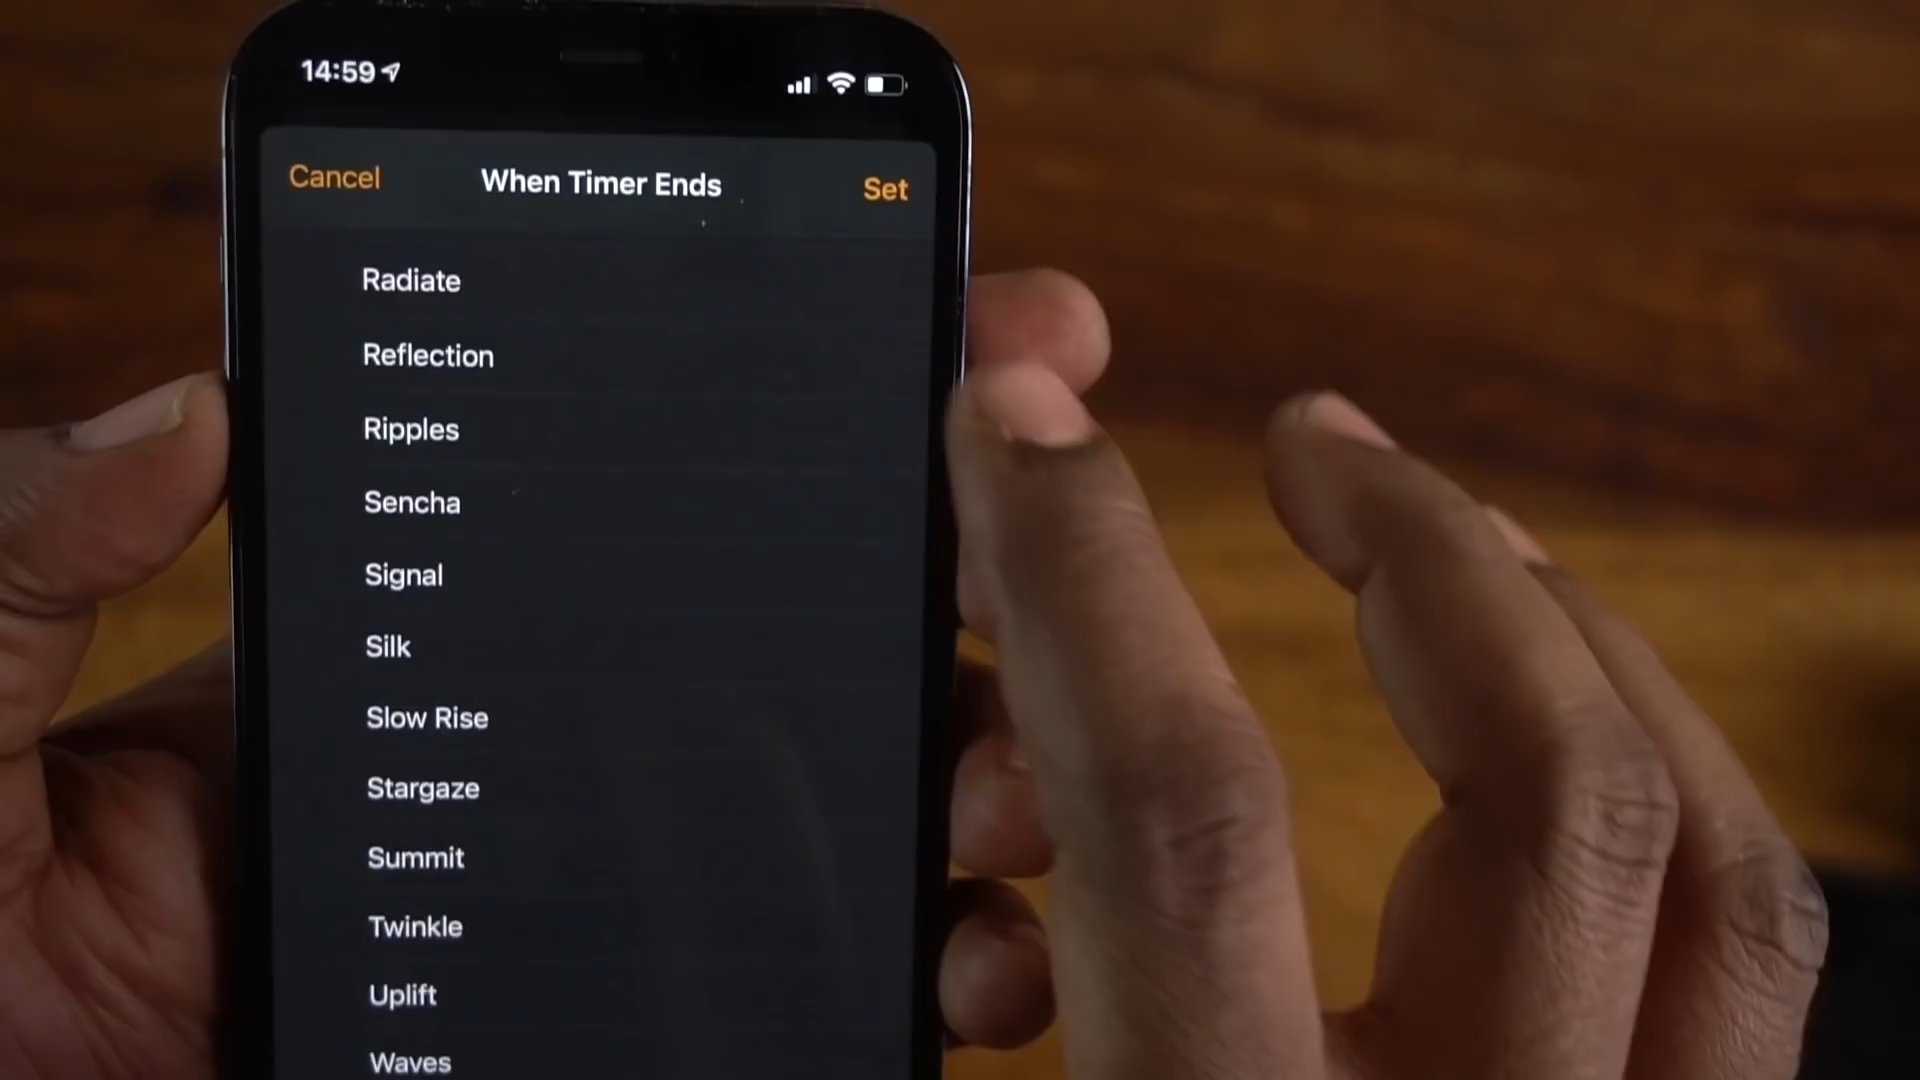 14:59
Cancel
When Timer Ends
Set
Radiate
Reflection
Ripples
Sencha
Signal
Silk
Slow Rise
Stargaze
Summit
Twinkle
Uplift
Waves